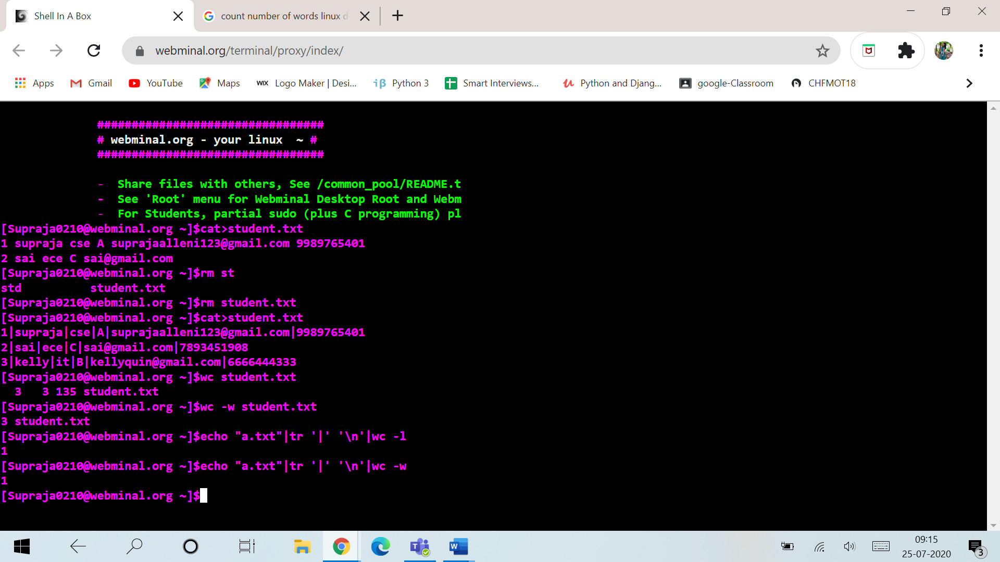 Shell In A Box
count number of words linux d
webminal.org/terminal/proxy/index/
Apps
Gmail
YouTube
Maps
WIX Logo Maker | Desi...
iβ Python 3
Smart Interviews...
Python and Djang...
google-Classroom
CHFMOT18
#################################
# webminal.org - your linux  ~ #
#################################
-  Share files with others, See /common_pool/README.t
-  See 'Root' menu for Webminal Desktop Root and Webm
-  For Students, partial sudo (plus C programming) pl
[Supraja0210@webminal.org ~]$cat>student.txt
1 supraja cse A suprajaalleni123@gmail.com 9989765401
2 sai ece C sai@gmail.com
[Supraja0210@webminal.org ~]$rm st
std          student.txt
[Supraja0210@webminal.org ~]$rm student.txt
[Supraja0210@webminal.org ~]$cat>student.txt
1|supraja|cse|A|suprajaalleni123@gmail.com|9989765401
2|sai|ece|C|sai@gmail.com|7893451908
3|kelly|it|B|kellyquin@gmail.com|6666444333
[Supraja0210@webminal.org ~]$wc student.txt
  3   3 135 student.txt
[Supraja0210@webminal.org ~]$wc -w student.txt
3 student.txt
[Supraja0210@webminal.org ~]$echo "a.txt"|tr '|' '\n'|wc -l
1
[Supraja0210@webminal.org ~]$echo "a.txt"|tr '|' '\n'|wc -w
1
[Supraja0210@webminal.org ~]$
09:15
25-07-2020
3